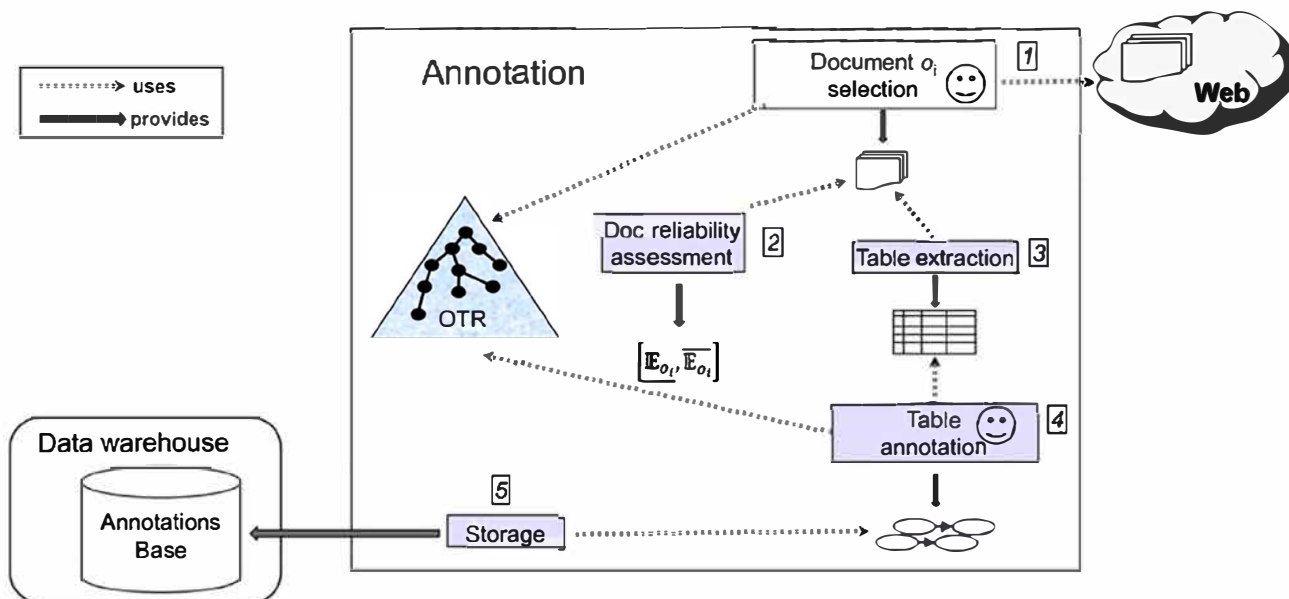 uses
provides
Annotation
Document oᵢ
selection
1
Web
Doc reliability
assessment
2
Table extraction
3
OTR
[𝔼oᵢ, 𝔼oᵢ]
Table
annotation
4
Data warehouse
Annotations
Base
5
Storage